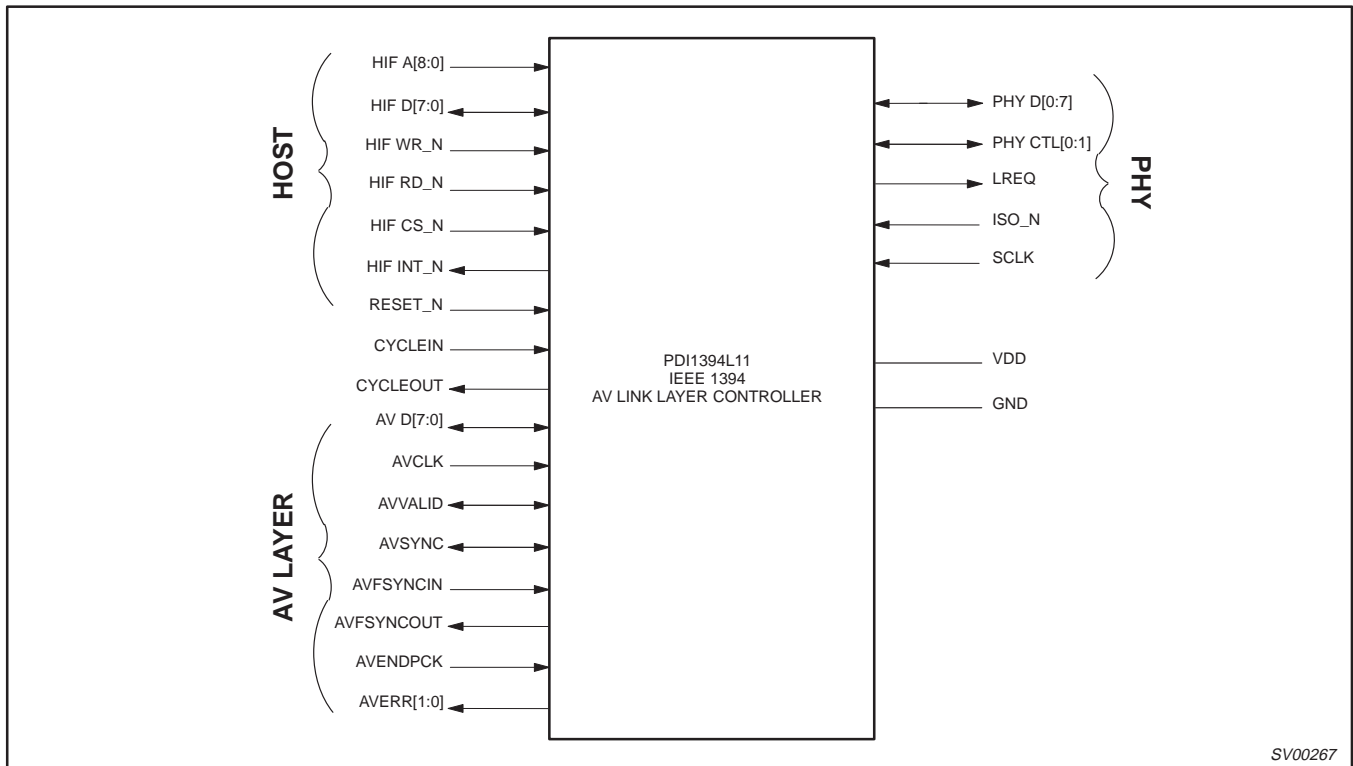 HOST
HIF A[8:0]
HIF D[7:0]
HIF WR_N
HIF RD_N
HIF CS_N
HIF INT_N
RESET_N
CYCLEIN
CYCLEOUT
AV LAYER
AV D[7:0]
AVCLK
AVVALID
AVSYNC
AVFSYNCIN
AVFSYNCOUT
AVENDPCK
AVERR[1:0]
PDI1394L11
IEEE 1394
AV LINK LAYER CONTROLLER
PHY D[0:7]
PHY CTL[0:1]
LREQ
ISO_N
SCLK
PHY
VDD
GND
SV00267